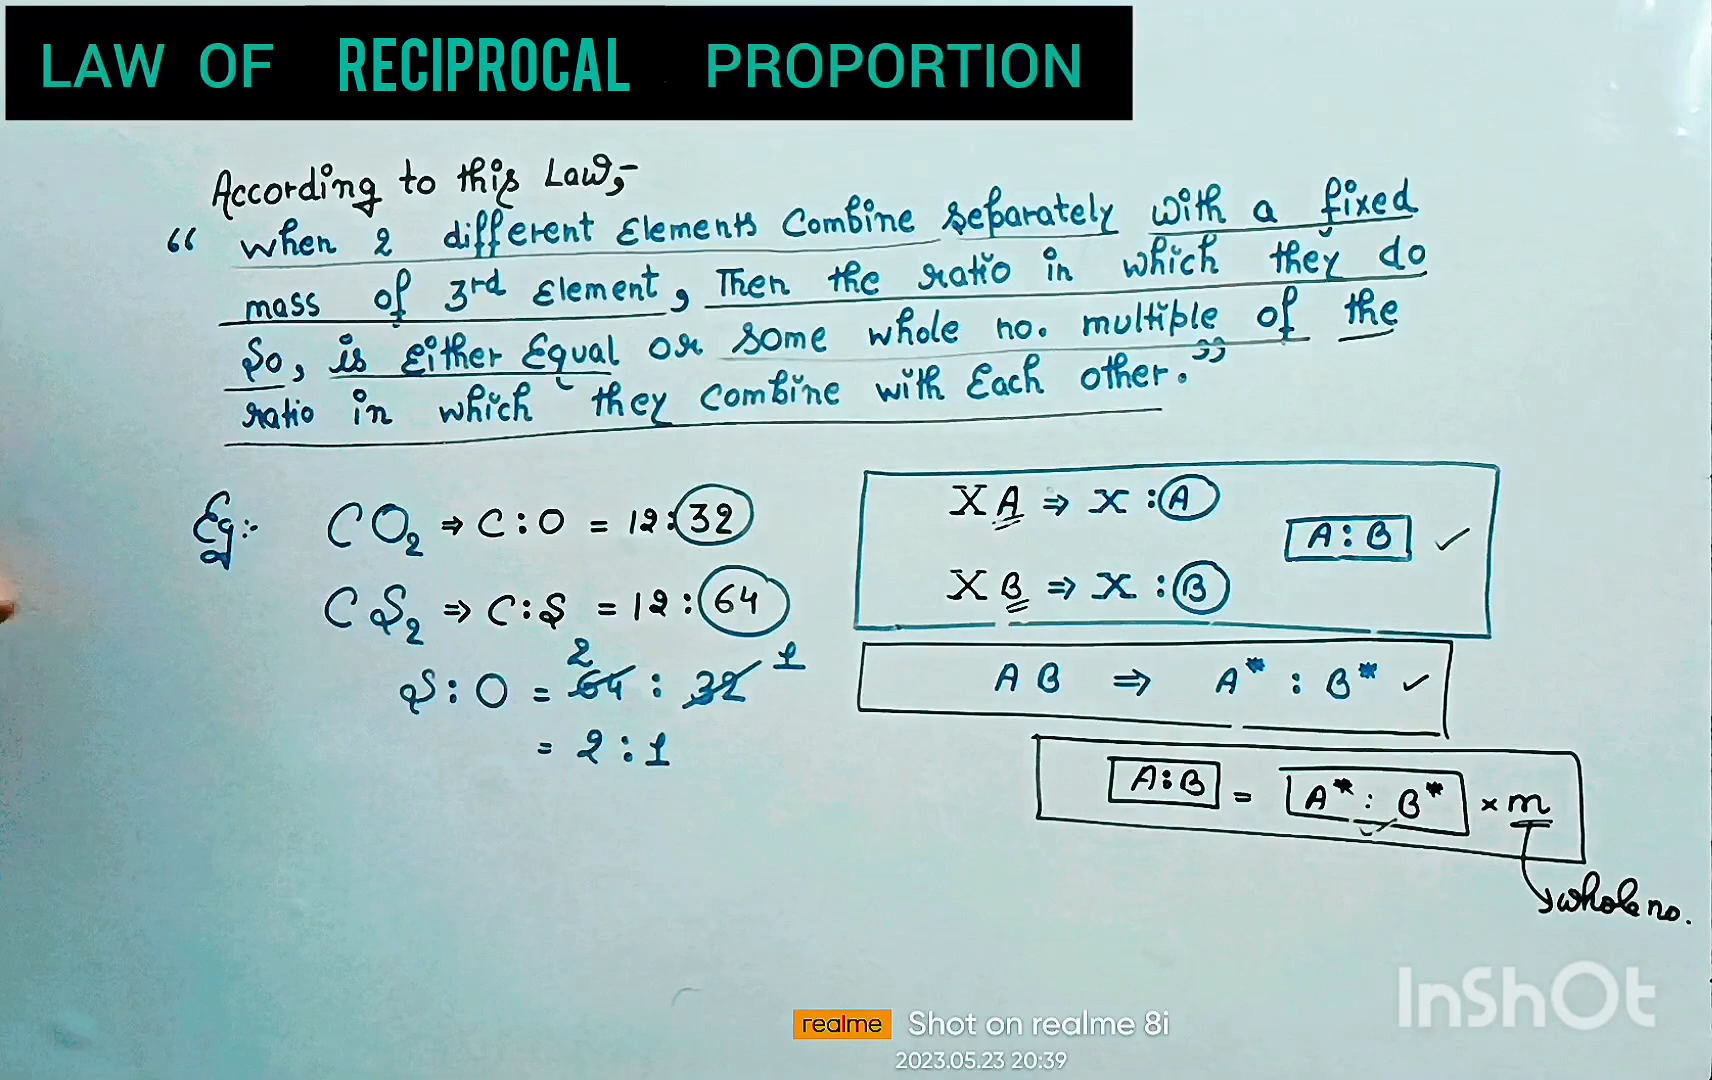 LAW OF RECIPROCAL PROPORTION
According to this Law,-
“ when 2 different Elements Combine separately with a fixed
mass of 3rd Element, Then the ratio in which they do
So, is Either Equal or some whole no. multiple of the
ratio in which they combine with Each other. ”
Eg:- CO₂ → C : O = 12 : 32
CS₂ ⇒ C : S = 12 : 64
S : O = 64 2 : 32 1
= 2 : 1
X A ⇒ X : A
A : B ✓
X B ⇒ X : B
A B ⇒ A* : B* ✓
A : B = A* : B* × m
whole no.
InShOt
realme Shot on realme 8i
2023.05.23 20:39